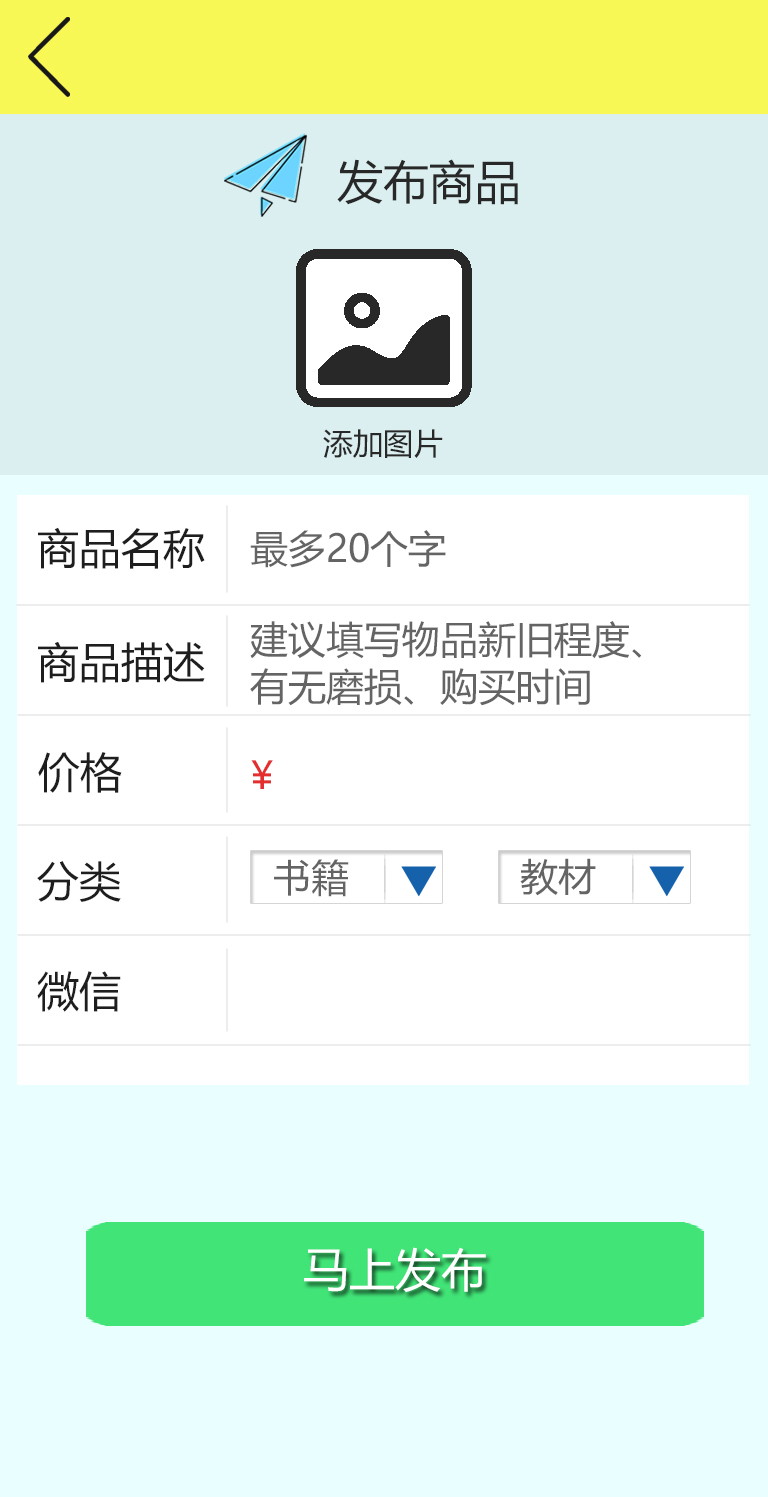 发布商品
添加图片
商品名称
最多20个字
商品描述
建议填写物品新旧程度、
有无磨损、购买时间
价格
¥
分类
书籍
教材
微信
马上发布